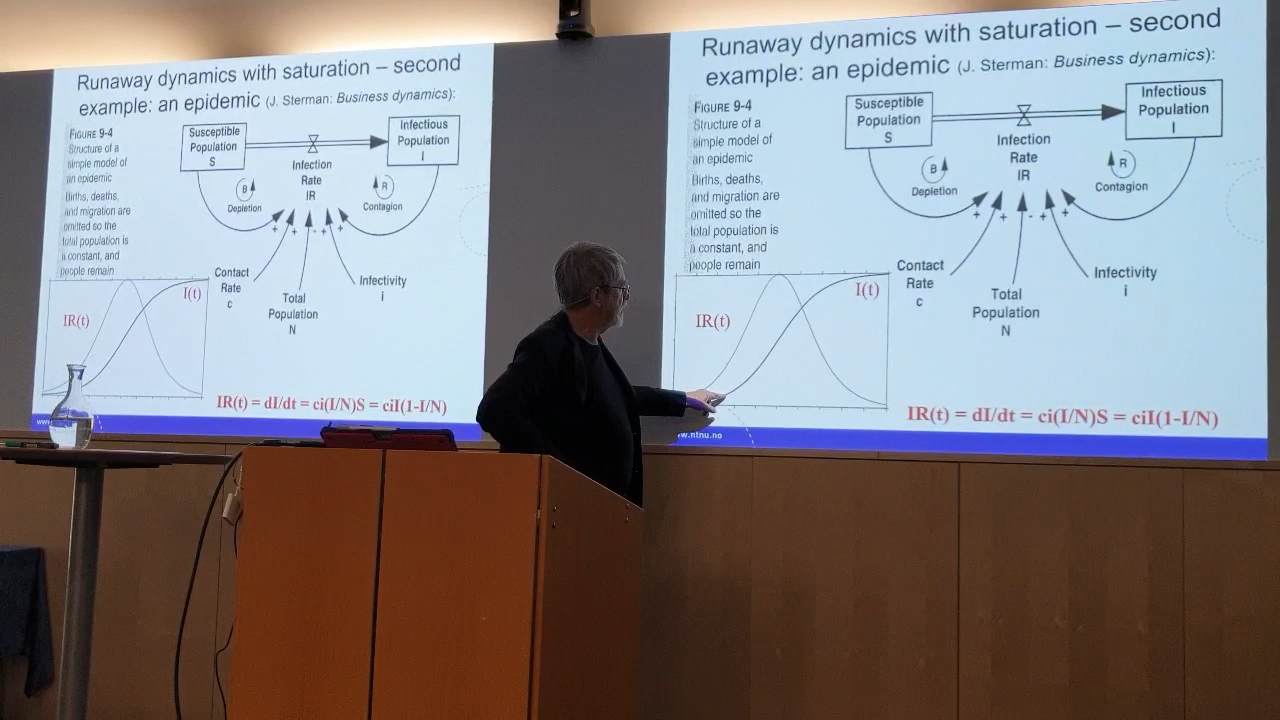 Runaway dynamics with saturation – second
example: an epidemic (J. Sterman: Business dynamics):
FIGURE 9-4
Structure of a
simple model of
an epidemic
Births, deaths,
and migration are
omitted so the
total population is
a constant, and
people remain
Susceptible
Population
S
Infectious
Population
I
Infection
Rate
IR
B
Depletion
R
Contagion
+ + - + +
Contact
Rate
c
Total
Population
N
Infectivity
i
IR(t)
I(t)
IR(t) = dI/dt = ci(I/N)S = ciI(1-I/N)
ww
Runaway dynamics with saturation – second
example: an epidemic (J. Sterman: Business dynamics):
FIGURE 9-4
Structure of a
simple model of
an epidemic
Births, deaths,
and migration are
omitted so the
total population is
a constant, and
people remain
Susceptible
Population
S
Infectious
Population
I
Infection
Rate
IR
B
Depletion
R
Contagion
+ + - + +
Contact
Rate
c
Total
Population
N
Infectivity
i
IR(t)
I(t)
IR(t) = dI/dt = ci(I/N)S = ciI(1-I/N)
w.ntnu.no